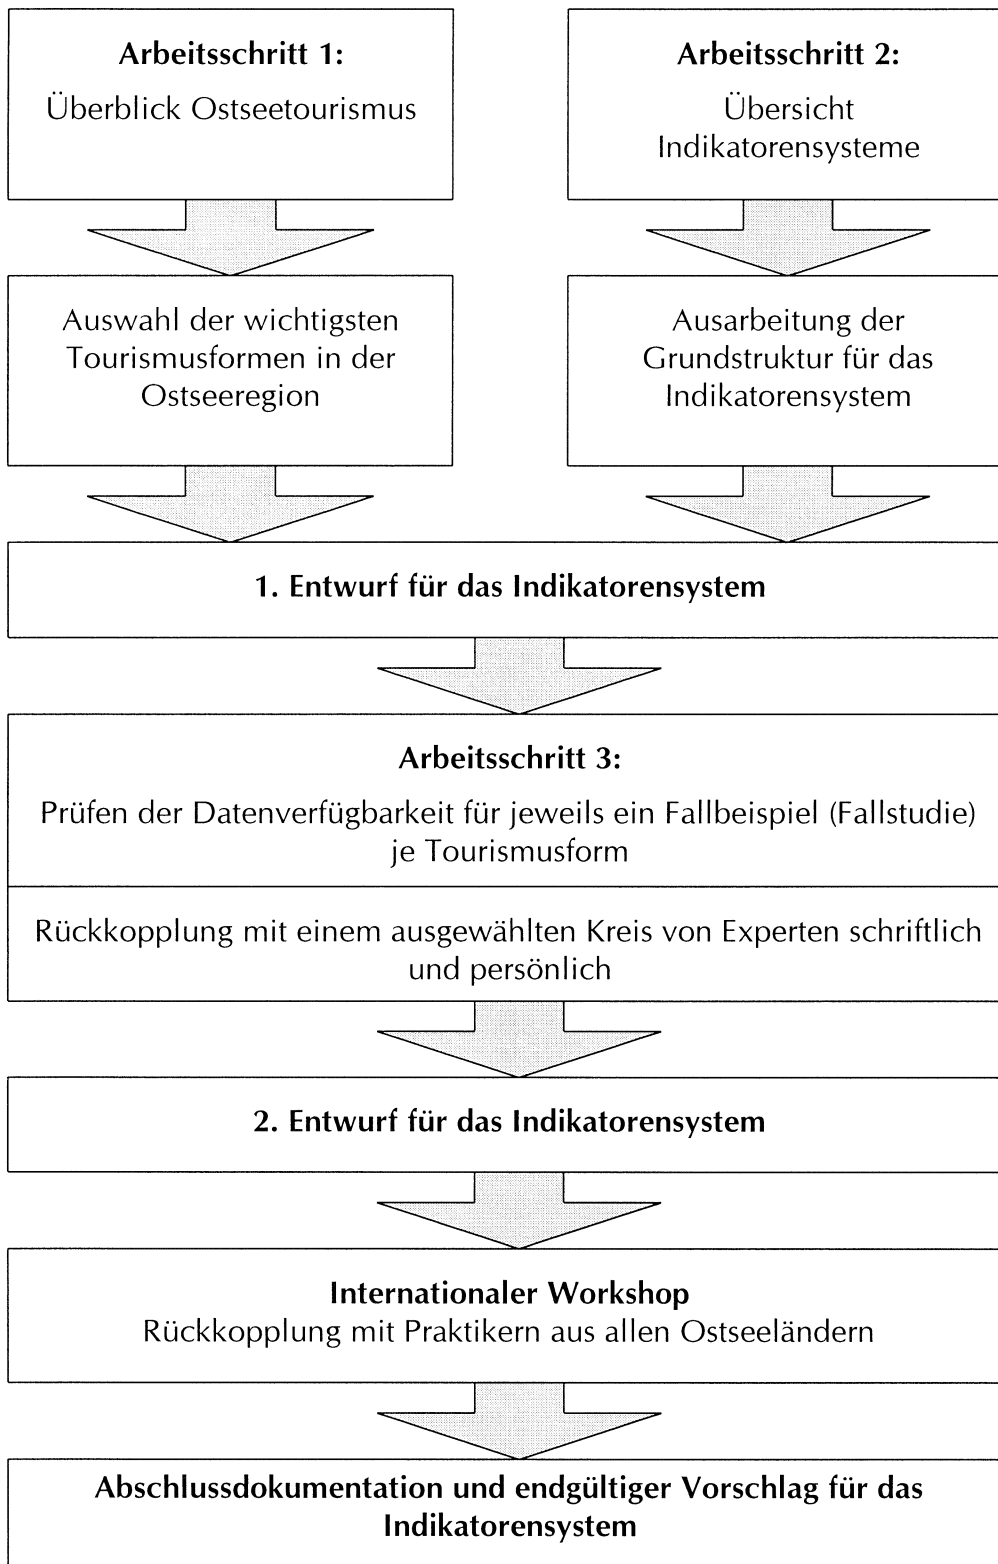 Arbeitsschritt 1:
Überblick Ostseetourismus
Arbeitsschritt 2:
Übersicht
Indikatorensysteme
Auswahl der wichtigsten
Tourismusformen in der
Ostseeregion
Ausarbeitung der
Grundstruktur für das
Indikatorensystem
1. Entwurf für das Indikatorensystem
Arbeitsschritt 3:
Prüfen der Datenverfügbarkeit für jeweils ein Fallbeispiel (Fallstudie)
je Tourismusform
Rückkopplung mit einem ausgewählten Kreis von Experten schriftlich
und persönlich
2. Entwurf für das Indikatorensystem
Internationaler Workshop
Rückkopplung mit Praktikern aus allen Ostseeländern
Abschlussdokumentation und endgültiger Vorschlag für das
Indikatorensystem